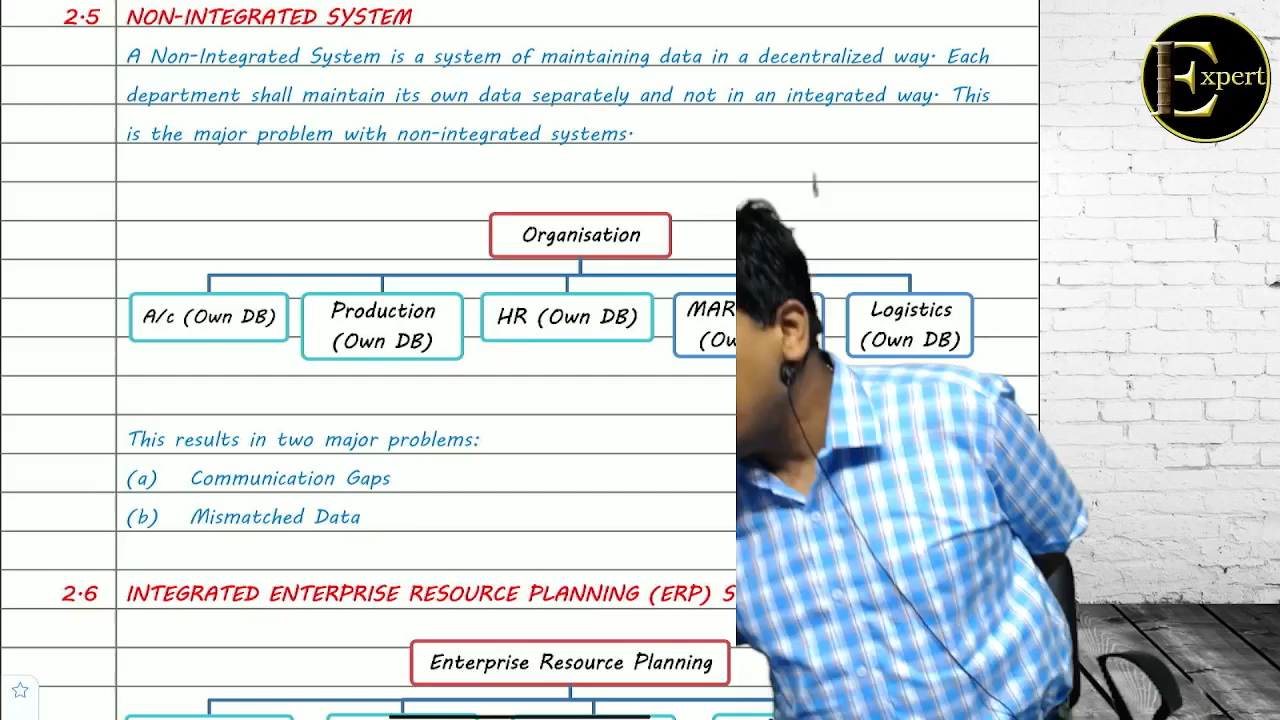 2.5 NON-INTEGRATED SYSTEM
A Non-Integrated System is a system of maintaining data in a decentralized way. Each
department shall maintain its own data separately and not in an integrated way. This
is the major problem with non-integrated systems.
Organisation
A/c (Own DB)
Production
(Own DB)
HR (Own DB)
Logistics
(Own DB)
This results in two major problems:
(a) Communication Gaps
(b) Mismatched Data
2.6 INTEGRATED ENTERPRISE RESOURCE PLANNING (ERP)
Enterprise Resource Planning
Expert